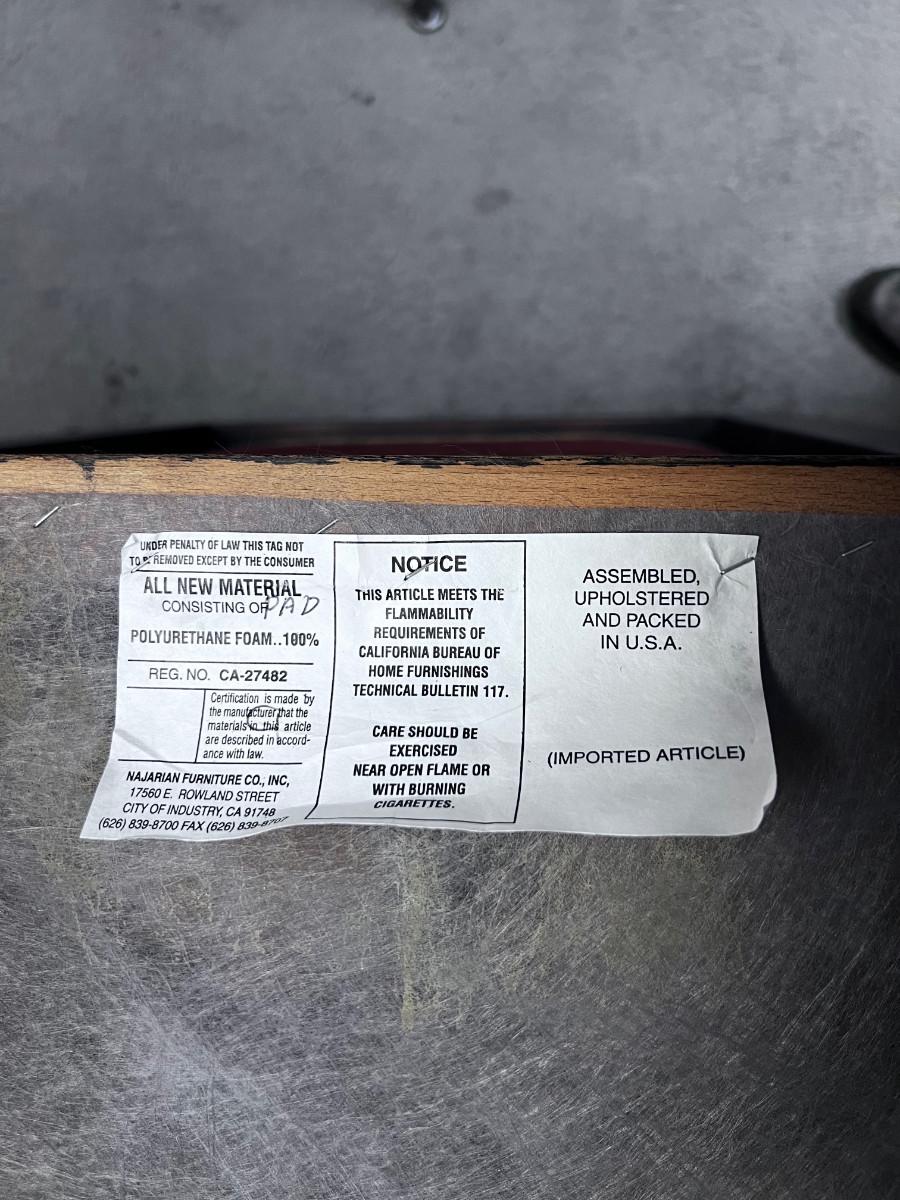 UNDER PENALTY OF LAW THIS TAG NOT
TO BE REMOVED EXCEPT BY THE CONSUMER
ALL NEW MATERIAL
CONSISTING OF PAD
POLYURETHANE FOAM..100%
REG. NO. CA-27482
Certification is made by
the manufacturer that the
materials in this article
are described in accord-
ance with law.
NAJARIAN FURNITURE CO., INC,
17560 E. ROWLAND STREET
CITY OF INDUSTRY, CA 91748
(626) 839-8700 FAX (626) 839-8707
NOTICE
THIS ARTICLE MEETS THE
FLAMMABILITY
REQUIREMENTS OF
CALIFORNIA BUREAU OF
HOME FURNISHINGS
TECHNICAL BULLETIN 117.
CARE SHOULD BE
EXERCISED
NEAR OPEN FLAME OR
WITH BURNING
CIGARETTES.
ASSEMBLED,
UPHOLSTERED
AND PACKED
IN U.S.A.
(IMPORTED ARTICLE)